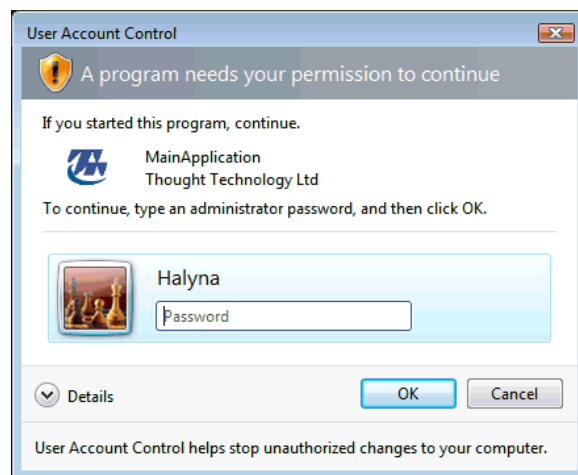 User Account Control
A program needs your permission to continue
If you started this program, continue.
MainApplication
Thought Technology Ltd
To continue, type an administrator password, and then click OK.
Halyna
Password
Details
OK
Cancel
User Account Control helps stop unauthorized changes to your computer.